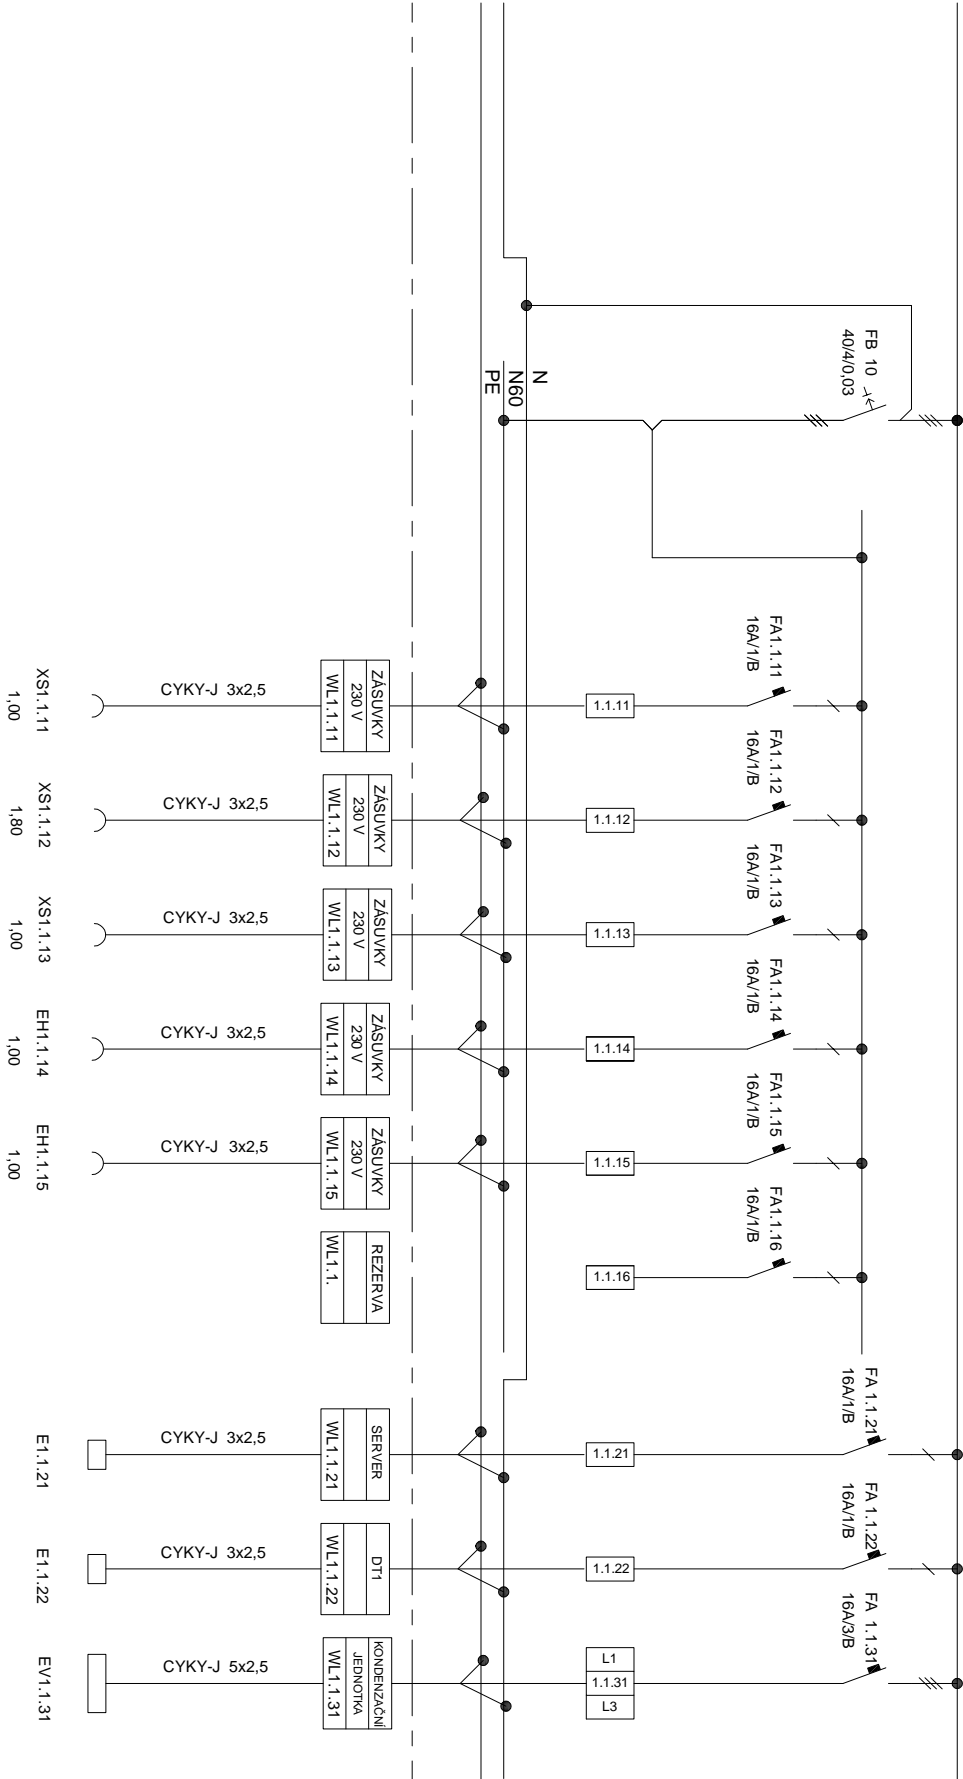 FB 10
40/4/0,03
N
N60
PE
FA1.1.11
16A/1/B
1.1.11
ZÁSUVKY
230 V
WL1.1.11
CYKY-J 3x2,5
XS1.1.11
1,00
FA1.1.12
16A/1/B
1.1.12
ZÁSUVKY
230 V
WL1.1.12
CYKY-J 3x2,5
XS1.1.12
1,80
FA1.1.13
16A/1/B
1.1.13
ZÁSUVKY
230 V
WL1.1.13
CYKY-J 3x2,5
XS1.1.13
1,00
FA1.1.14
16A/1/B
1.1.14
ZÁSUVKY
230 V
WL1.1.14
CYKY-J 3x2,5
EH1.1.14
1,00
FA1.1.15
16A/1/B
1.1.15
ZÁSUVKY
230 V
WL1.1.15
CYKY-J 3x2,5
EH1.1.15
1,00
FA1.1.16
16A/1/B
1.1.16
REZERVA
WL1.1.
FA 1.1.21
16A/1/B
1.1.21
SERVER
WL1.1.21
CYKY-J 3x2,5
E1.1.21
FA 1.1.22
16A/1/B
1.1.22
DT1
WL1.1.22
CYKY-J 3x2,5
E1.1.22
FA 1.1.31
16A/3/B
L1
1.1.31
L3
KONDENZAČNÍ
JEDNOTKA
WL1.1.31
CYKY-J 5x2,5
EV1.1.31